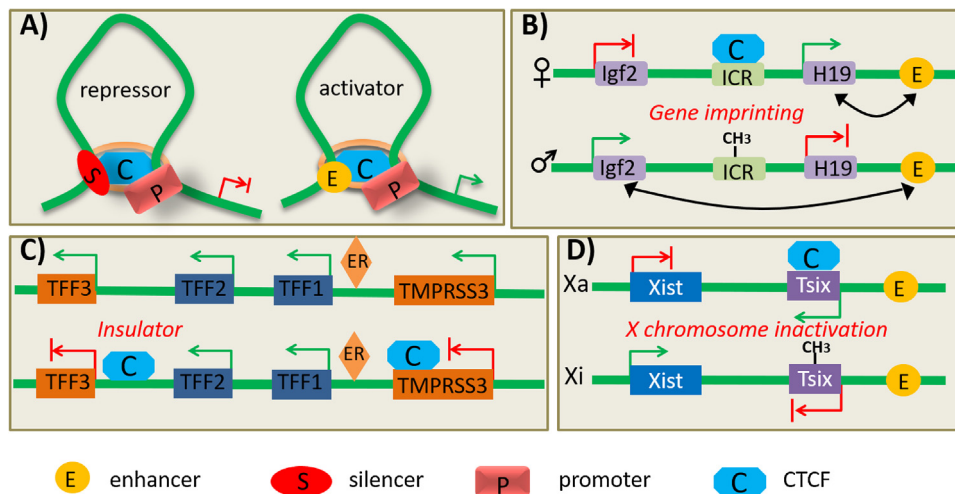 A)
repressor
activator
C
S
P
C
E
P
B)
♀
Igf2
C
ICR
H19
E
Gene imprinting
♂
CH3
Igf2
ICR
H19
E
C)
ER
TFF3
TFF2
TFF1
TMPRSS3
Insulator
C
ER
C
TFF3
TFF2
TFF1
TMPRSS3
D)
C
Xa
Xist
Tsix
E
X chromosome inactivation
CH3
Xi
Xist
Tsix
E
E enhancer S silencer P promoter C CTCF